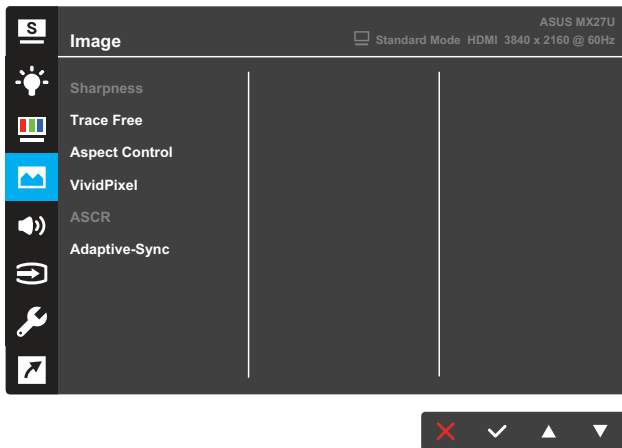 S
ASUS MX27U
Image
Standard Mode HDMI 3840 x 2160 @ 60Hz
Sharpness
Trace Free
Aspect Control
VividPixel
ASCR
Adaptive-Sync